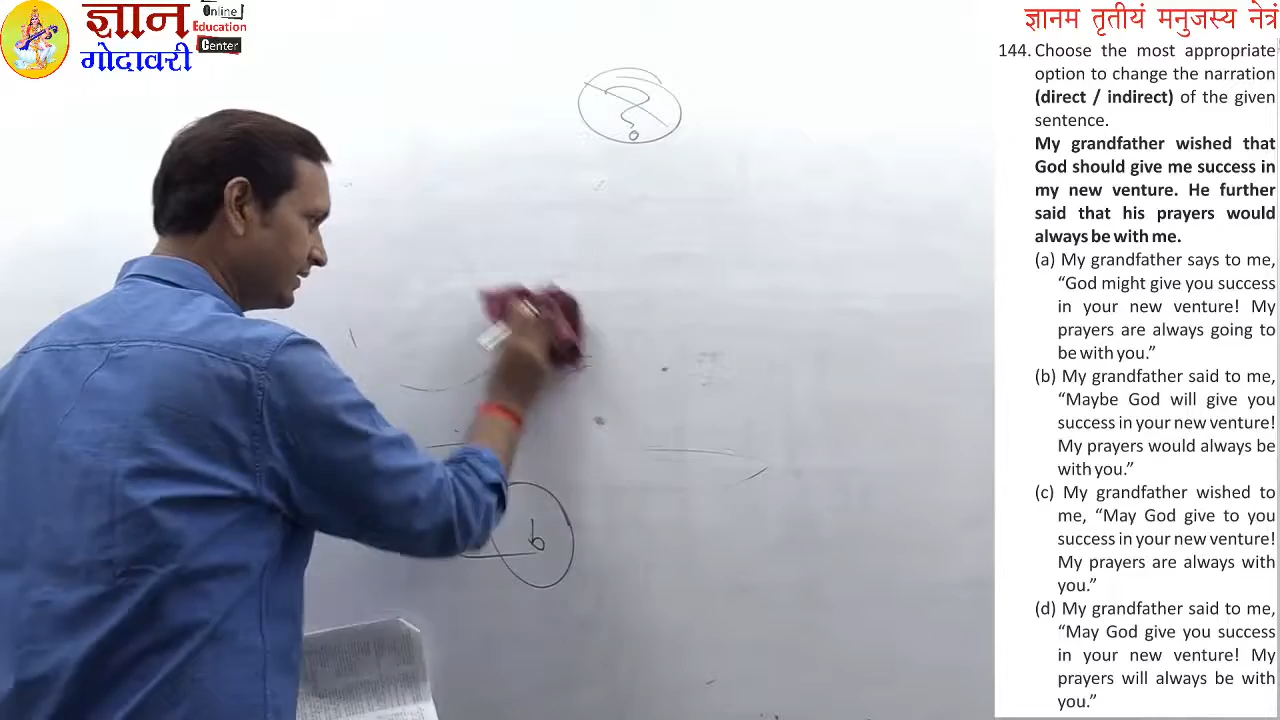 ज्ञान
गोदावरी
Online
Education
Center
?
b
ज्ञानम तृतीयं मनुजस्य नेत्रं
144. Choose the most appropriate
option to change the narration
(direct / indirect) of the given
sentence.
My grandfather wished that
God should give me success in
my new venture. He further
said that his prayers would
always be with me.
(a) My grandfather says to me,
“God might give you success
in your new venture! My
prayers are always going to
be with you.”
(b) My grandfather said to me,
“Maybe God will give you
success in your new venture!
My prayers would always be
with you.”
(c) My grandfather wished to
me, “May God give to you
success in your new venture!
My prayers are always with
you.”
(d) My grandfather said to me,
“May God give you success
in your new venture! My
prayers will always be with
you.”